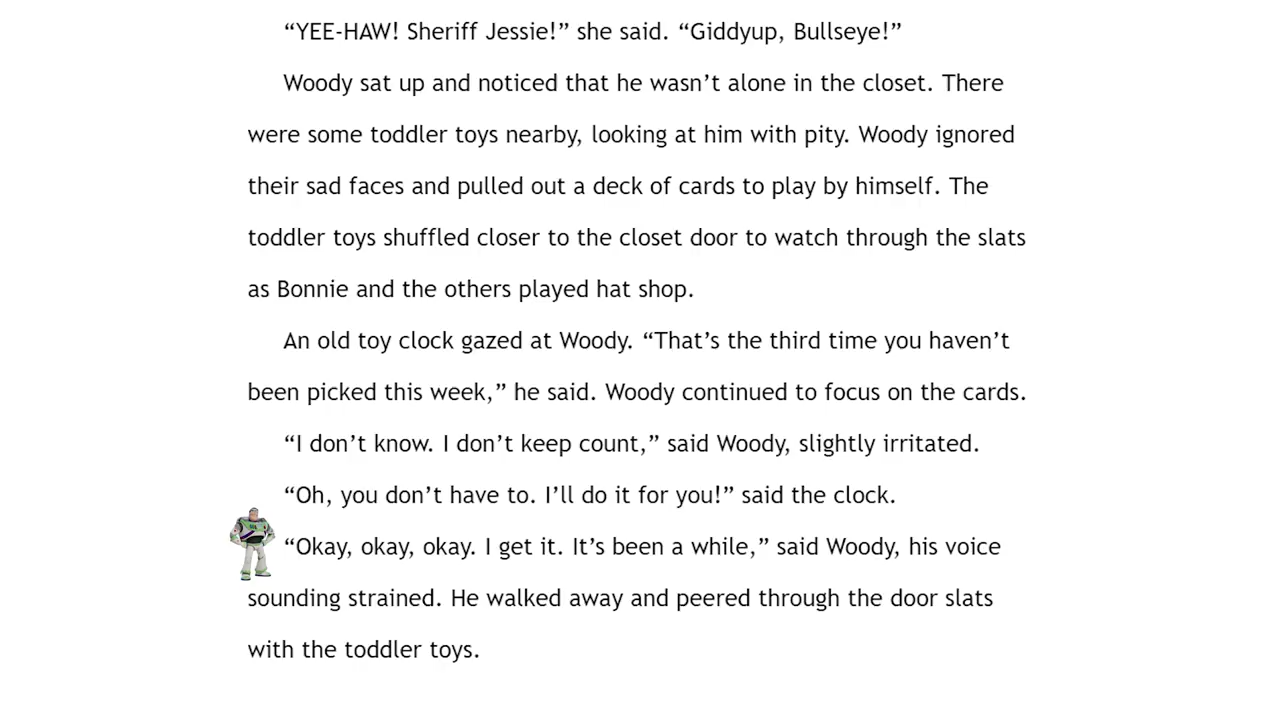 “YEE-HAW! Sheriff Jessie!” she said. “Giddyup, Bullseye!”
Woody sat up and noticed that he wasn’t alone in the closet. There
were some toddler toys nearby, looking at him with pity. Woody ignored
their sad faces and pulled out a deck of cards to play by himself. The
toddler toys shuffled closer to the closet door to watch through the slats
as Bonnie and the others played hat shop.
An old toy clock gazed at Woody. “That’s the third time you haven’t
been picked this week,” he said. Woody continued to focus on the cards.
“I don’t know. I don’t keep count,” said Woody, slightly irritated.
“Oh, you don’t have to. I’ll do it for you!” said the clock.
“Okay, okay, okay. I get it. It’s been a while,” said Woody, his voice
sounding strained. He walked away and peered through the door slats
with the toddler toys.